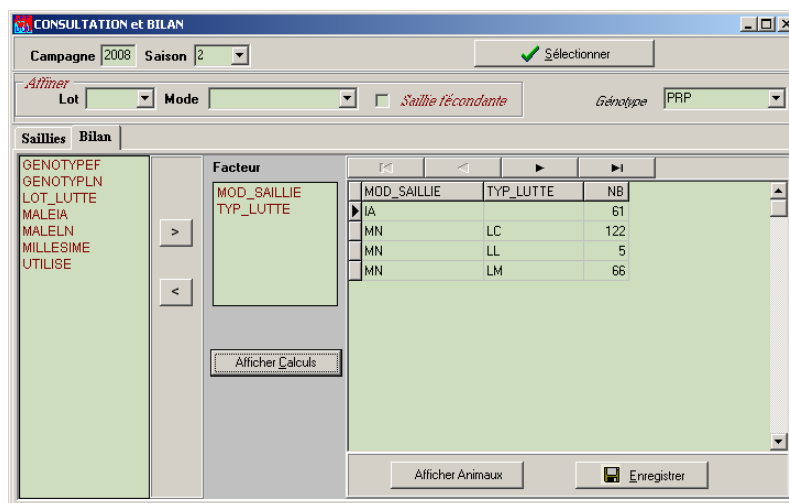 CONSULTATION et BILAN
Campagne 2008 Saison 2
Sélectionner
Affiner
Lot Mode Saillie fécondante Génotype PRP
Saillies Bilan
GENOTYPEF
GENOTYPLN
LOT_LUTTE
MALEIA
MALELN
MILLESIME
UTILISE
>
<
Facteur
MOD_SAILLIE
TYP_LUTTE
Afficher Calculs
MOD_SAILLIE TYP_LUTTE NB
IA 61
MN LC 122
MN LL 5
MN LM 66
Afficher Animaux
Enregistrer